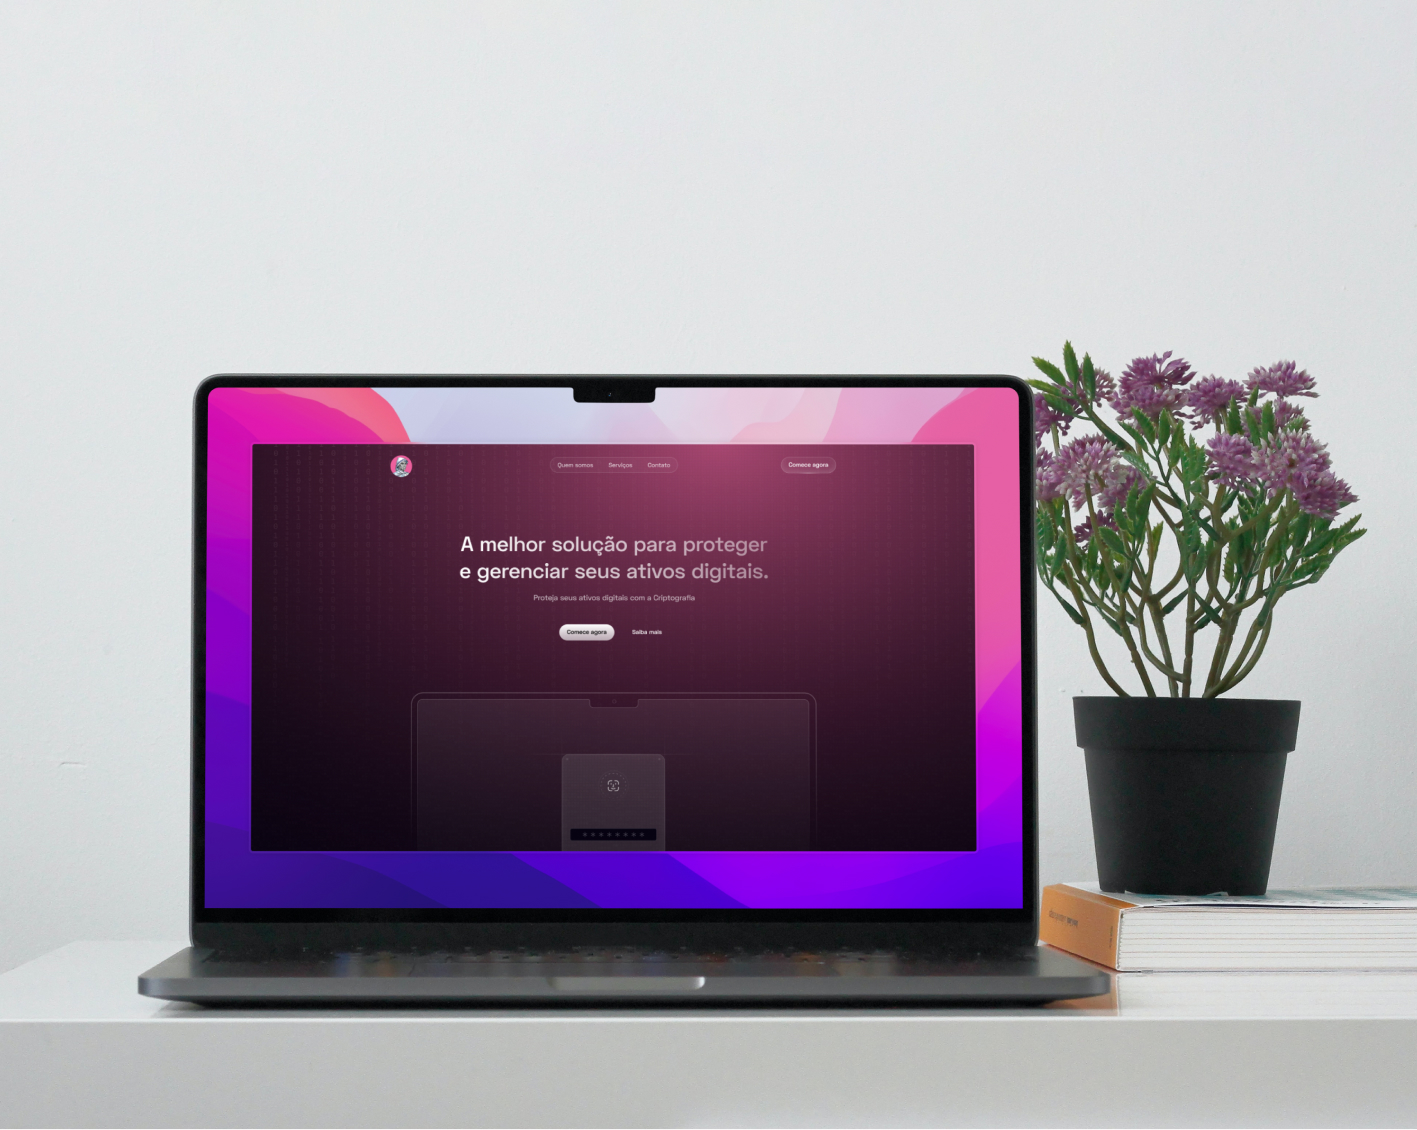 Quem somos
Serviços
Contato
Comece agora
A melhor solução para proteger
e gerenciar seus ativos digitais.
Proteja seus ativos digitais com a Criptografia
Comece agora
Saiba mais